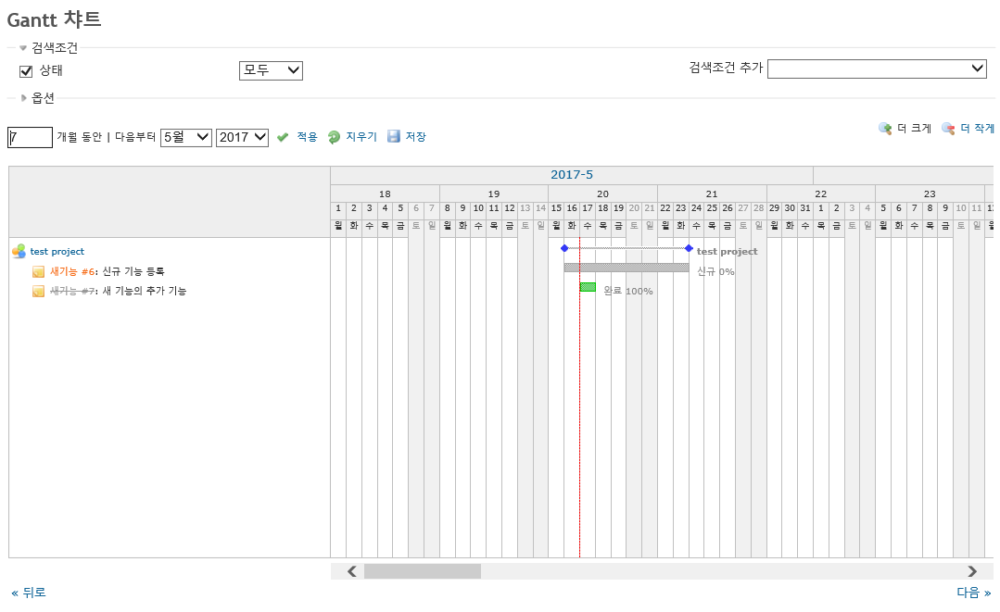 Gantt 챠트
검색조건
상태 모두 검색조건 추가
옵션
7 개월 동안 | 다음부터 5월 2017 적용 지우기 저장 더 크게 더 작게
2017-5
18 19 20 21 22 23
1 2 3 4 5 6 7 8 9 10 11 12 13 14 15 16 17 18 19 20 21 22 23 24 25 26 27 28 29 30 31 1 2 3 4 5 6 7 8 9 10 11
월 화 수 목 금 토 일 월 화 수 목 금 토 일 월 화 수 목 금 토 일 월 화 수 목 금 토 일 월 화 수 목 금 토 일 월 화 수 목 금 토 일 월
test project test project
새기능 #6: 신규 기능 등록 신규 0%
새기능 #7: 새 기능의 추가 기능 완료 100%
« 뒤로 다음 »